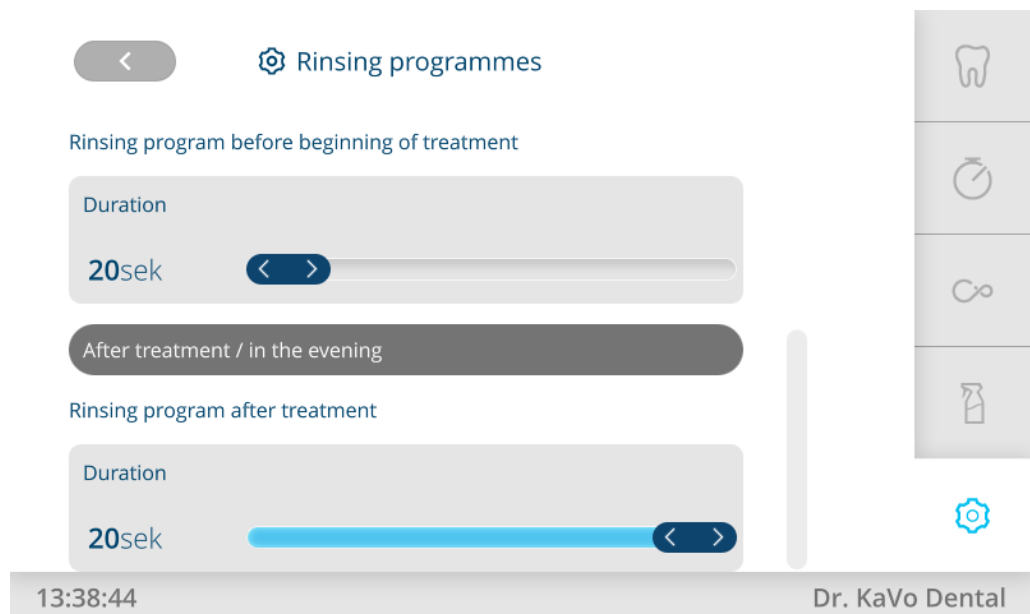 Rinsing programmes
Rinsing program before beginning of treatment
Duration
20sek
After treatment / in the evening
Rinsing program after treatment
Duration
20sek
13:38:44
Dr. KaVo Dental